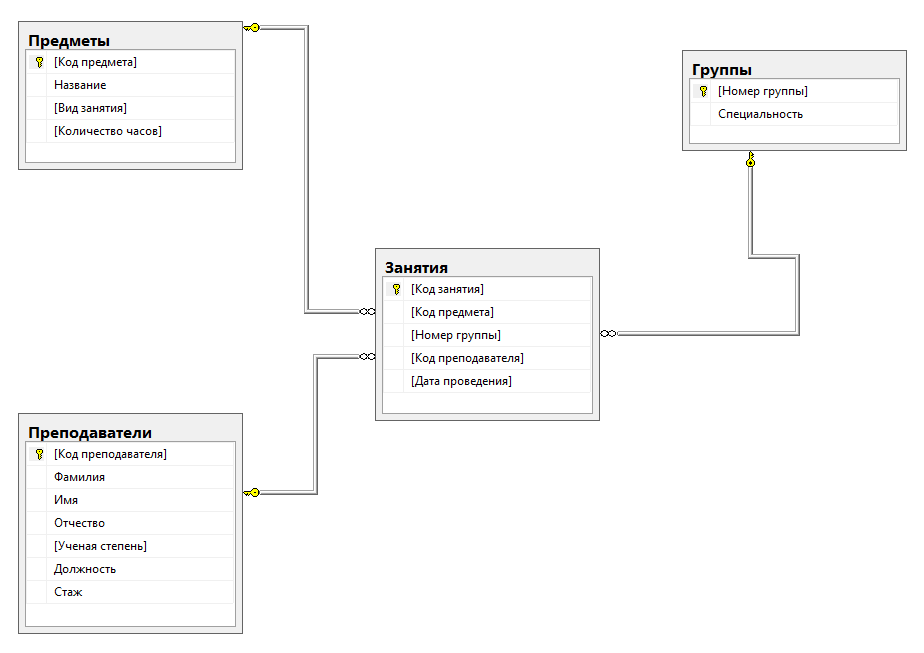 Предметы
[Код предмета]
Название
[Вид занятия]
[Количество часов]
Группы
[Номер группы]
Специальность
Занятия
[Код занятия]
[Код предмета]
[Номер группы]
[Код преподавателя]
[Дата проведения]
Преподаватели
[Код преподавателя]
Фамилия
Имя
Отчество
[Ученая степень]
Должность
Стаж